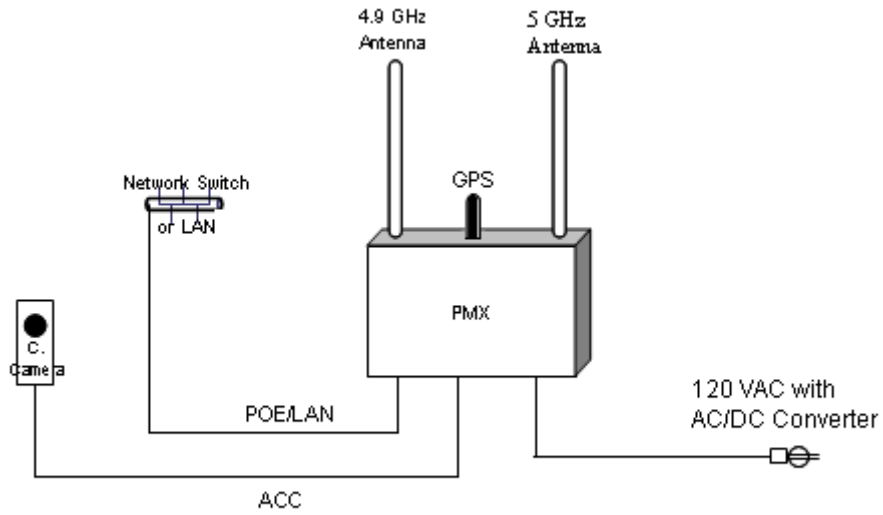 4.9 GHz
Antenna
5 GHz
Antenna
Network Switch
or LAN
GPS
PMX
C.
Camera
POE/LAN
ACC
120 VAC with
AC/DC Converter